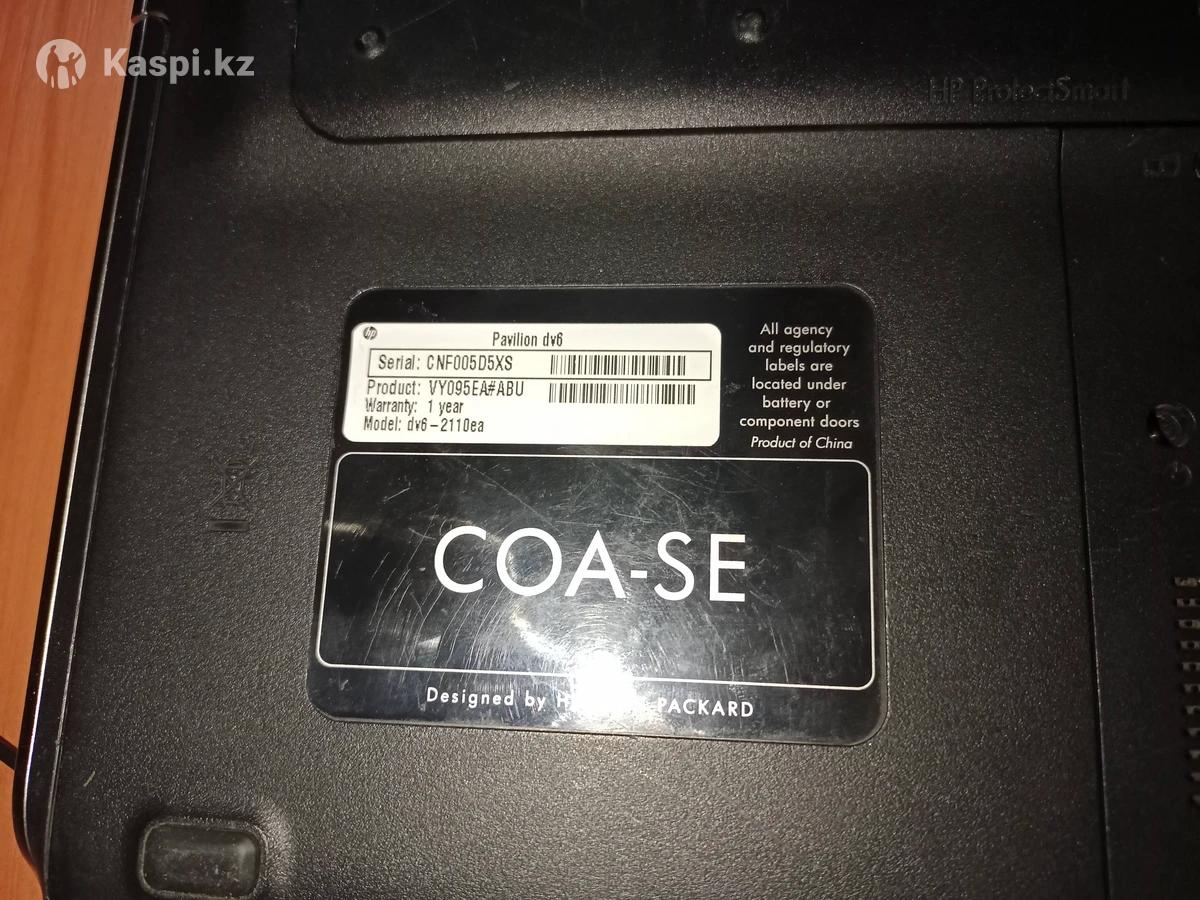 Kaspi.kz
HP ProtectSmart
hp
Pavilion dv6
Serial: CNF005D5XS
Product: VY095EA#ABU
Warranty: 1 year
Model: dv6-2110ea
All agency
and regulatory
labels are
located under
battery or
component doors
Product of China
COA-SE
Designed by PACKARD